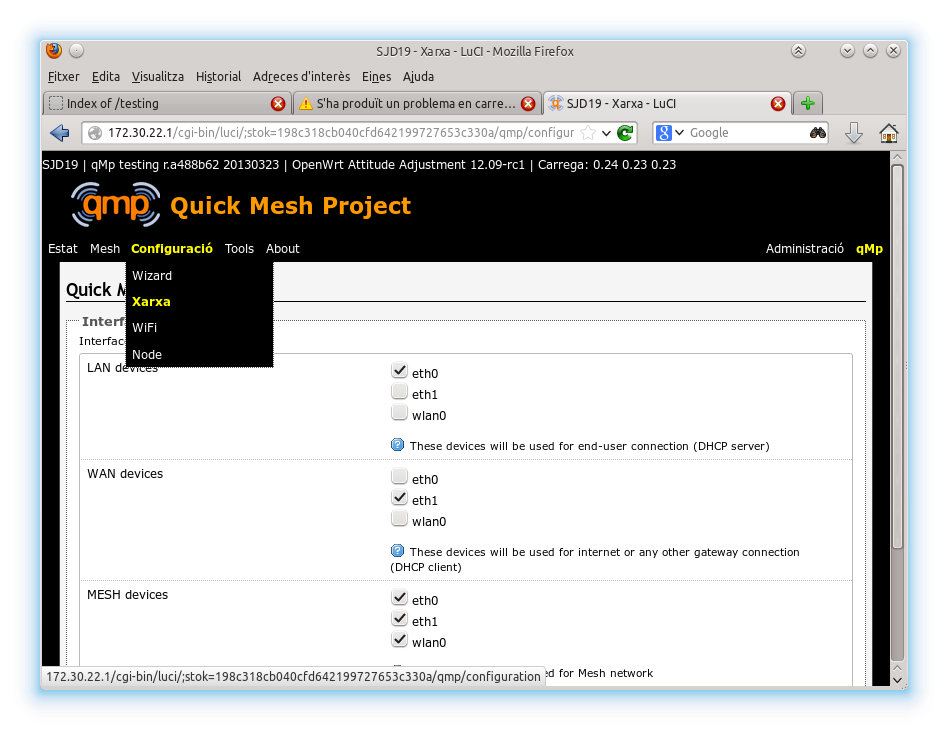 SJD19 - Xarxa - LuCI - Mozilla Firefox
Fitxer Edita Visualitza Historial Adreces d'interès Eines Ajuda
Index of /testing
S'ha produït un problema en carre...
SJD19 - Xarxa - LuCI
172.30.22.1/cgi-bin/luci/;stok=198c318cb040cfd642199727653c330a/qmp/configur
Google
SJD19 | qMp testing r.a488b62 20130323 | OpenWrt Attitude Adjustment 12.09-rc1 | Carrega: 0.24 0.23 0.23
qmp Quick Mesh Project
Estat Mesh Configuració Tools About Administració qMp
Wizard
Quick
Xarxa
Interf
WiFi
Interfac
Node
LAN devices
eth0
eth1
wlan0
These devices will be used for end-user connection (DHCP server)
WAN devices
eth0
eth1
wlan0
These devices will be used for internet or any other gateway connection
(DHCP client)
MESH devices
eth0
eth1
wlan0
ed for Mesh network
172.30.22.1/cgi-bin/luci/;stok=198c318cb040cfd642199727653c330a/qmp/configuration